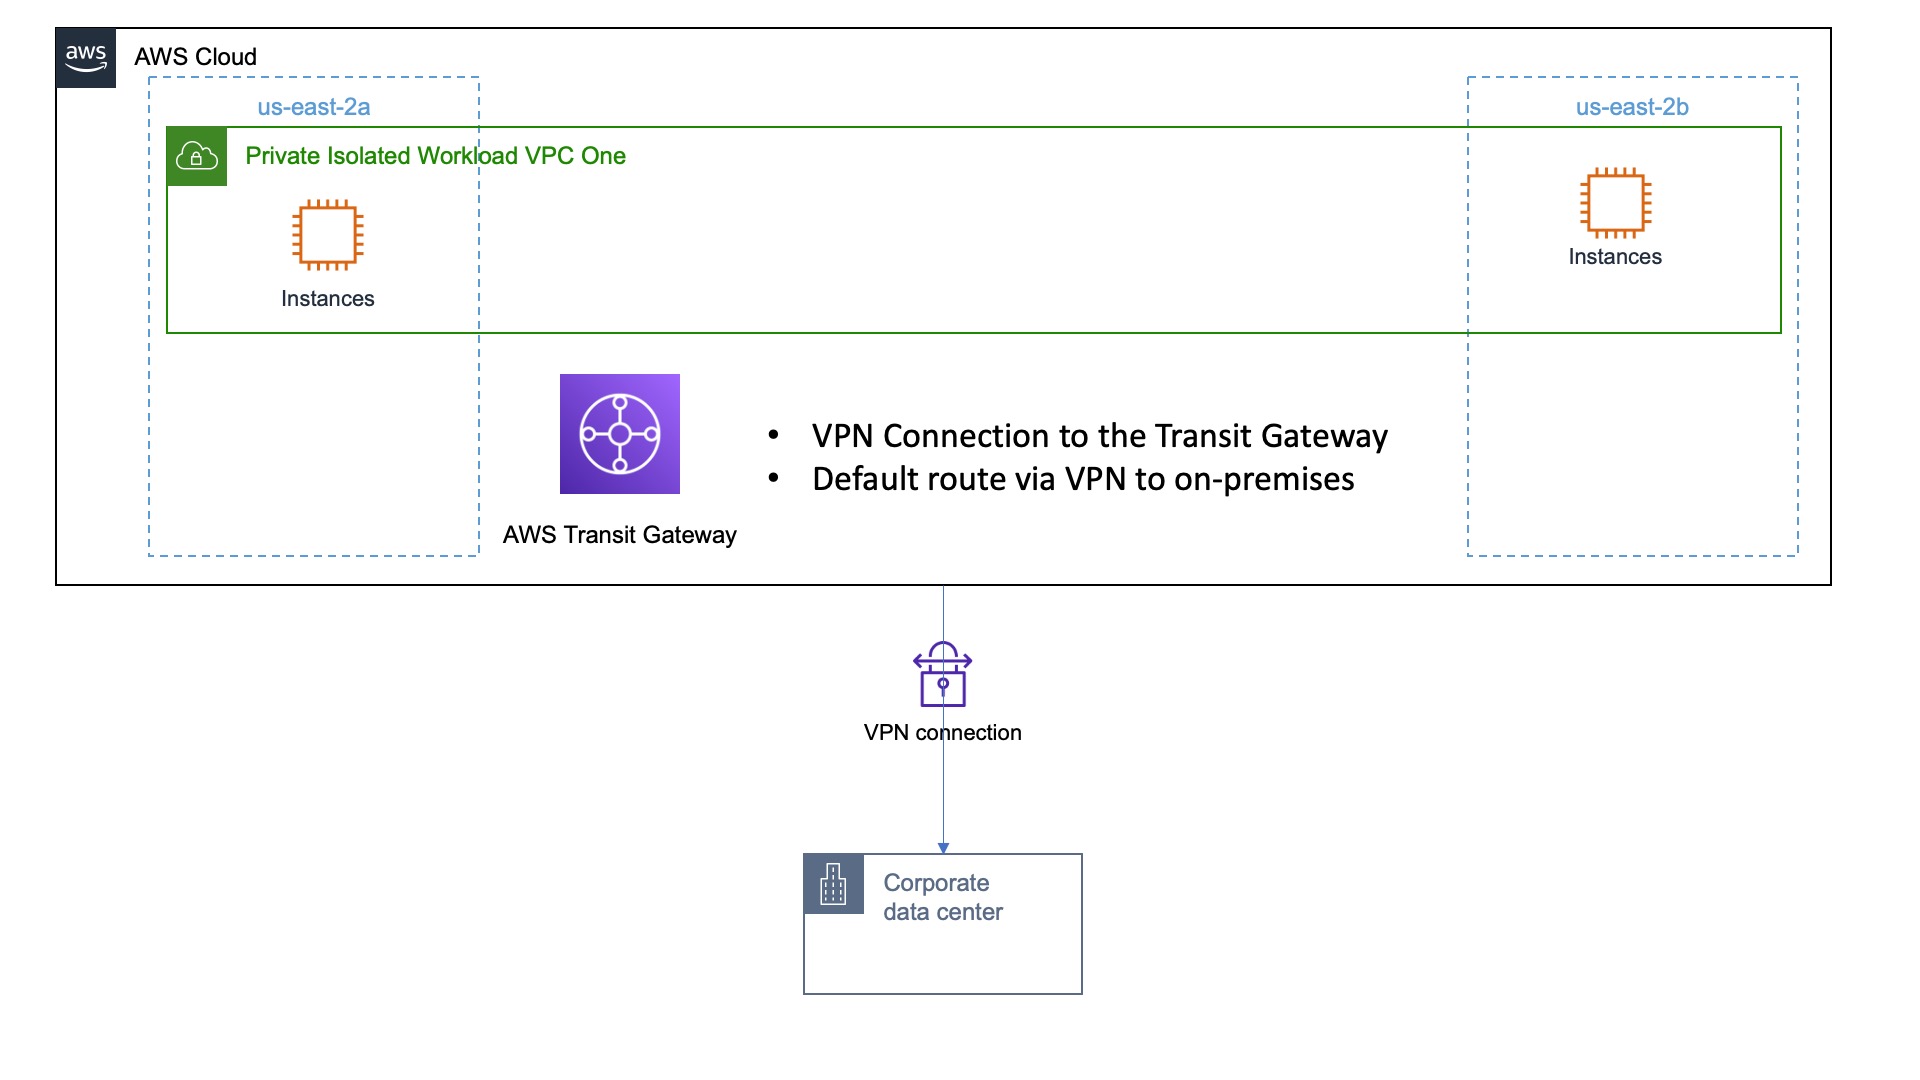 aws
AWS Cloud
us-east-2a
us-east-2b
Private Isolated Workload VPC One
Instances
Instances
• VPN Connection to the Transit Gateway
• Default route via VPN to on-premises
AWS Transit Gateway
VPN connection
Corporate
data center